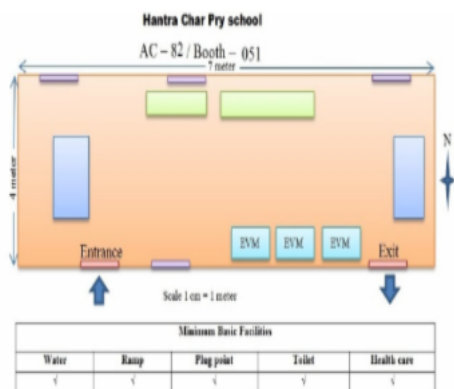 Hantra Char Pry school
AC – 82 / Booth – 051
7 meter
4 meter
N
EVM EVM EVM
Entrance
Exit
Scale 1 cm = 1 meter
Minimum Basic Facilities
Water Ramp Plug point Toilet Health care
√ √ √ √ √